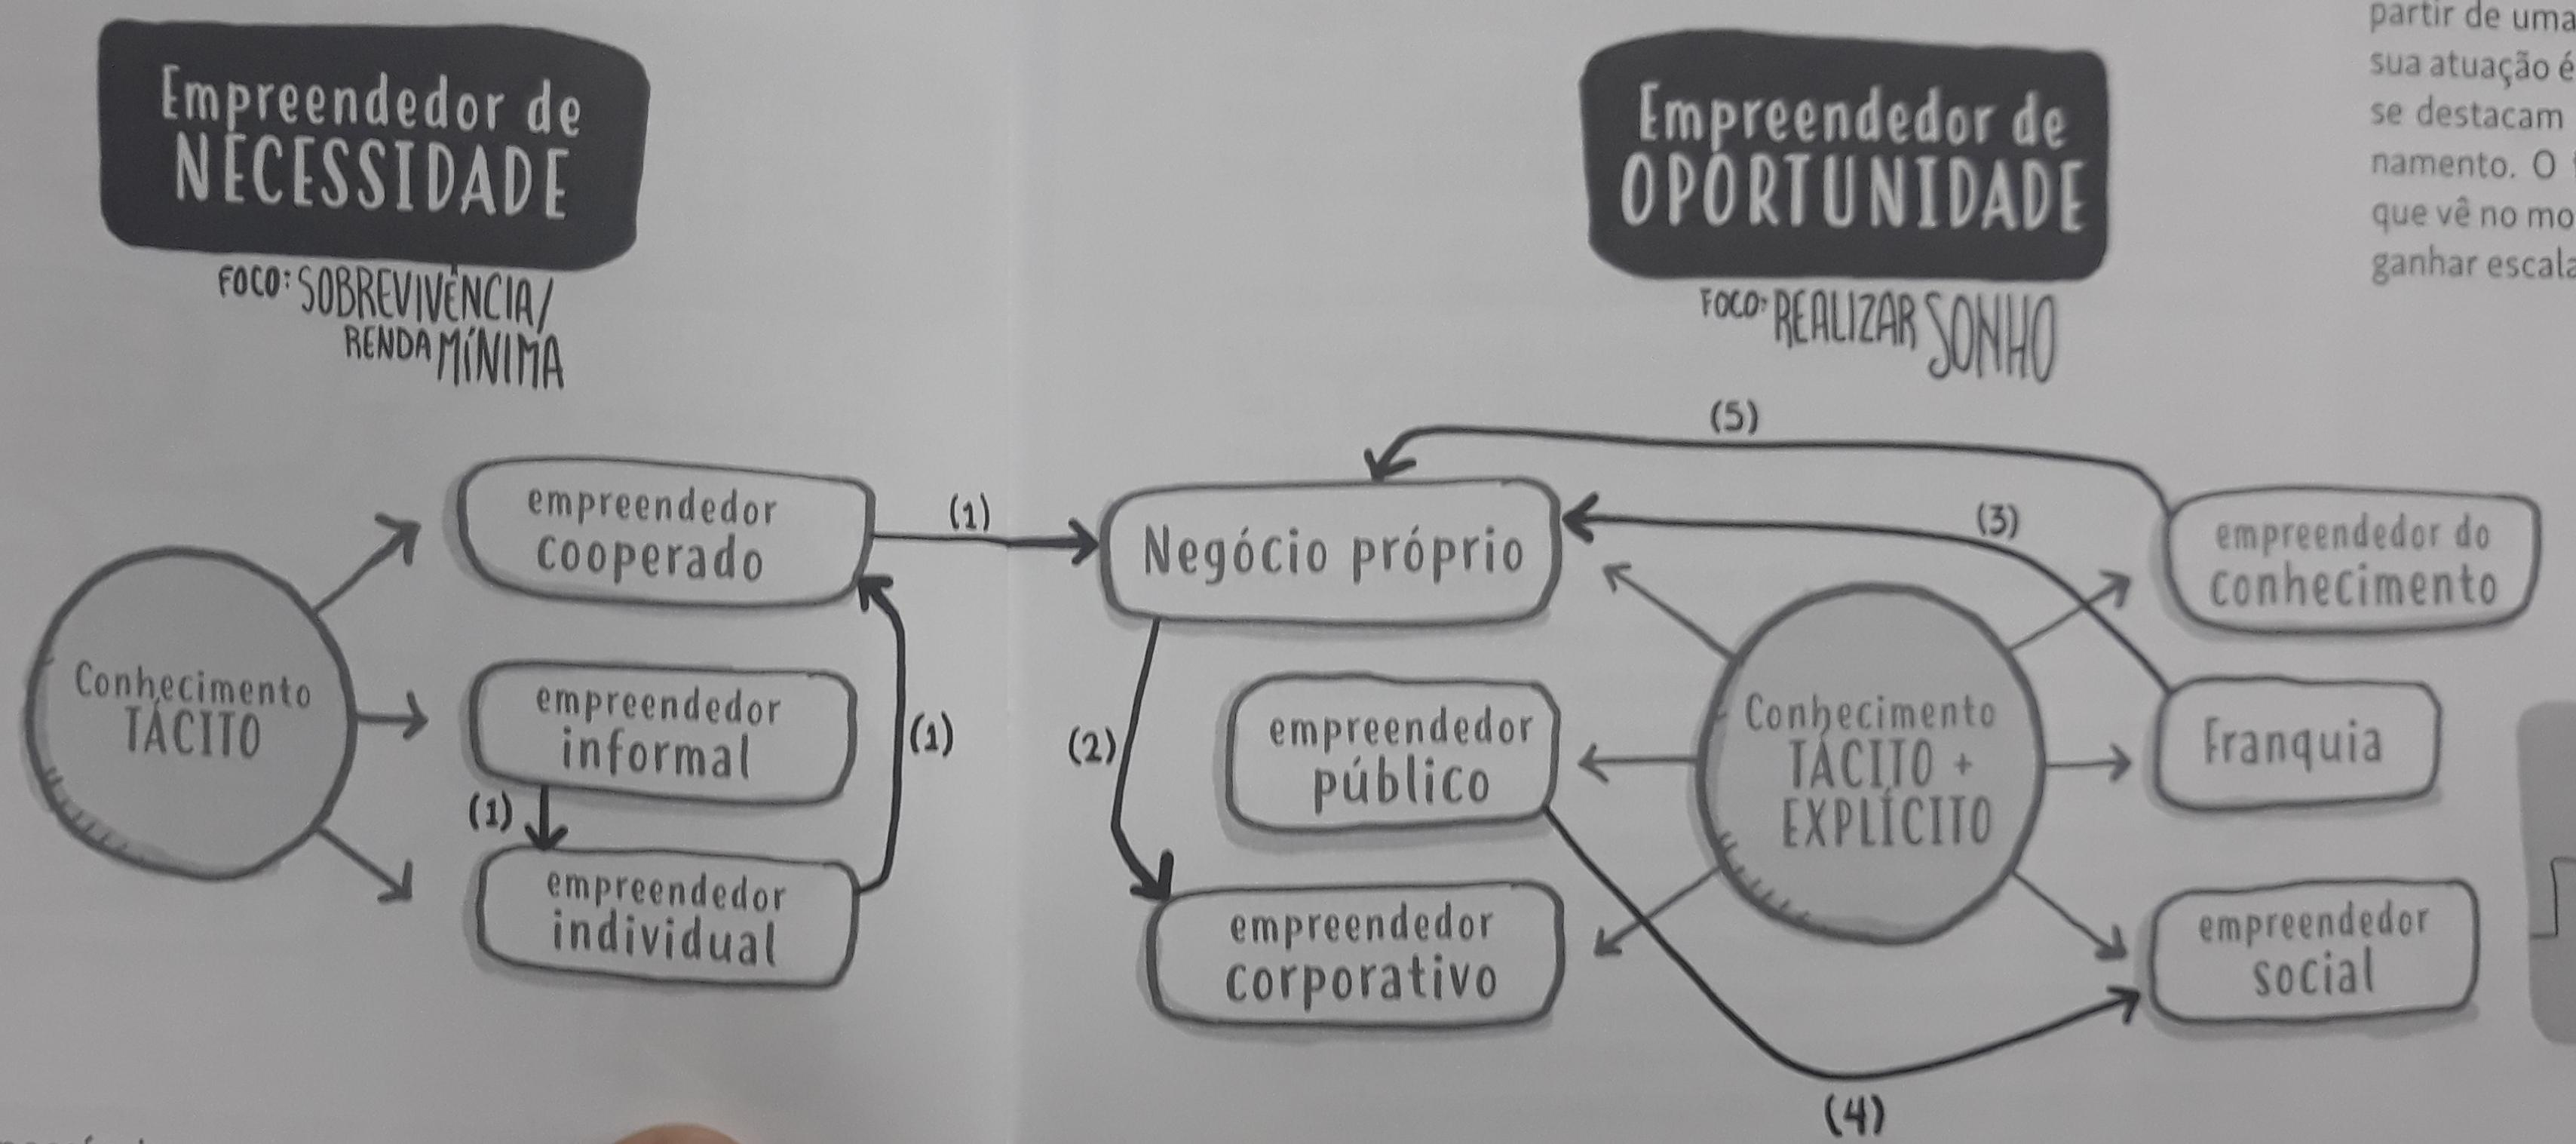 Empreendedor de
NECESSIDADE
FOCO: SOBREVIVÊNCIA/
RENDA MÍNIMA
Conhecimento
TÁCITO
empreendedor
cooperado
empreendedor
informal
empreendedor
individual
(1)
(1)
(1)
Empreendedor de
OPORTUNIDADE
FOCO: REALIZAR SONHO
(5)
(3)
(2)
(4)
Negócio próprio
empreendedor
público
empreendedor
corporativo
Conhecimento
TÁCITO +
EXPLÍCITO
empreendedor do
conhecimento
Franquia
empreendedor
social
partir de uma
sua atuação é
se destacam
namento. O
que vê no mo
ganhar escala